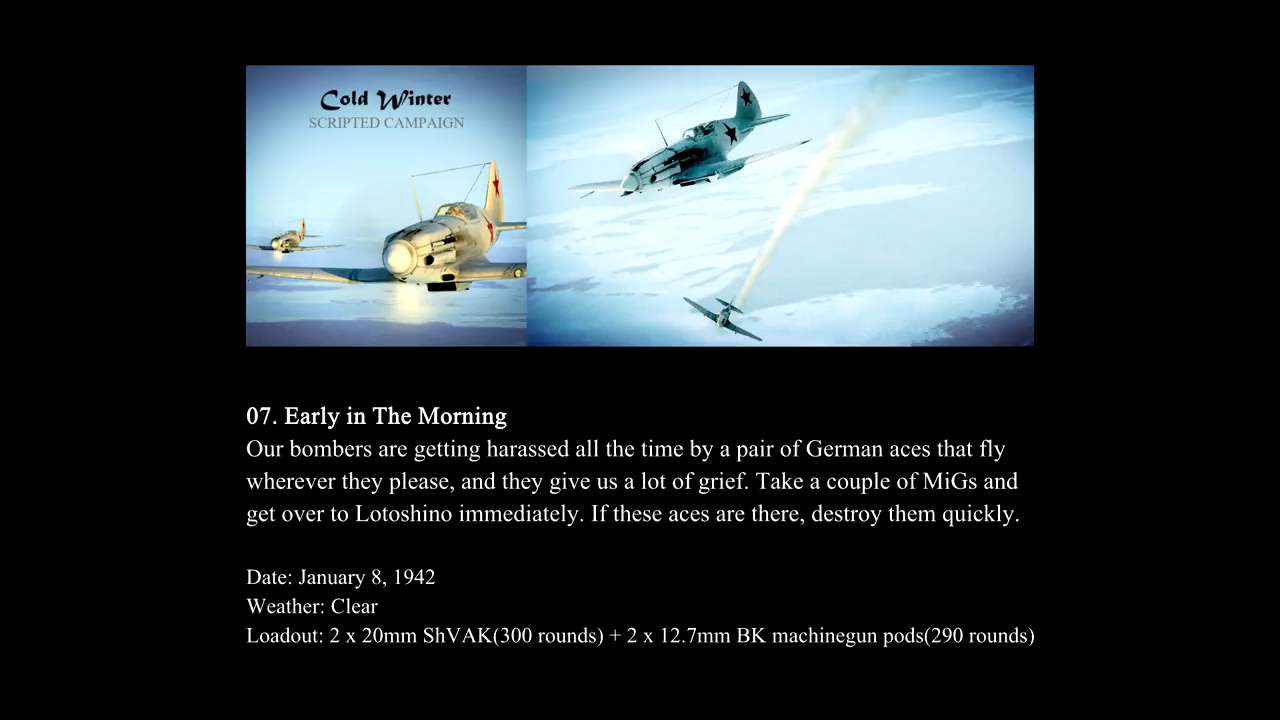 Cold Winter
SCRIPTED CAMPAIGN
07. Early in The Morning
Our bombers are getting harassed all the time by a pair of German aces that fly
wherever they please, and they give us a lot of grief. Take a couple of MiGs and
get over to Lotoshino immediately. If these aces are there, destroy them quickly.
Date: January 8, 1942
Weather: Clear
Loadout: 2 x 20mm ShVAK(300 rounds) + 2 x 12.7mm BK machinegun pods(290 rounds)